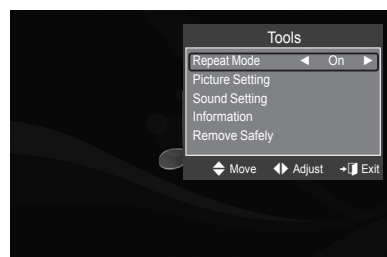 Tools
Repeat Mode On
Picture Setting
Sound Setting
Information
Remove Safely
Move Adjust Exit